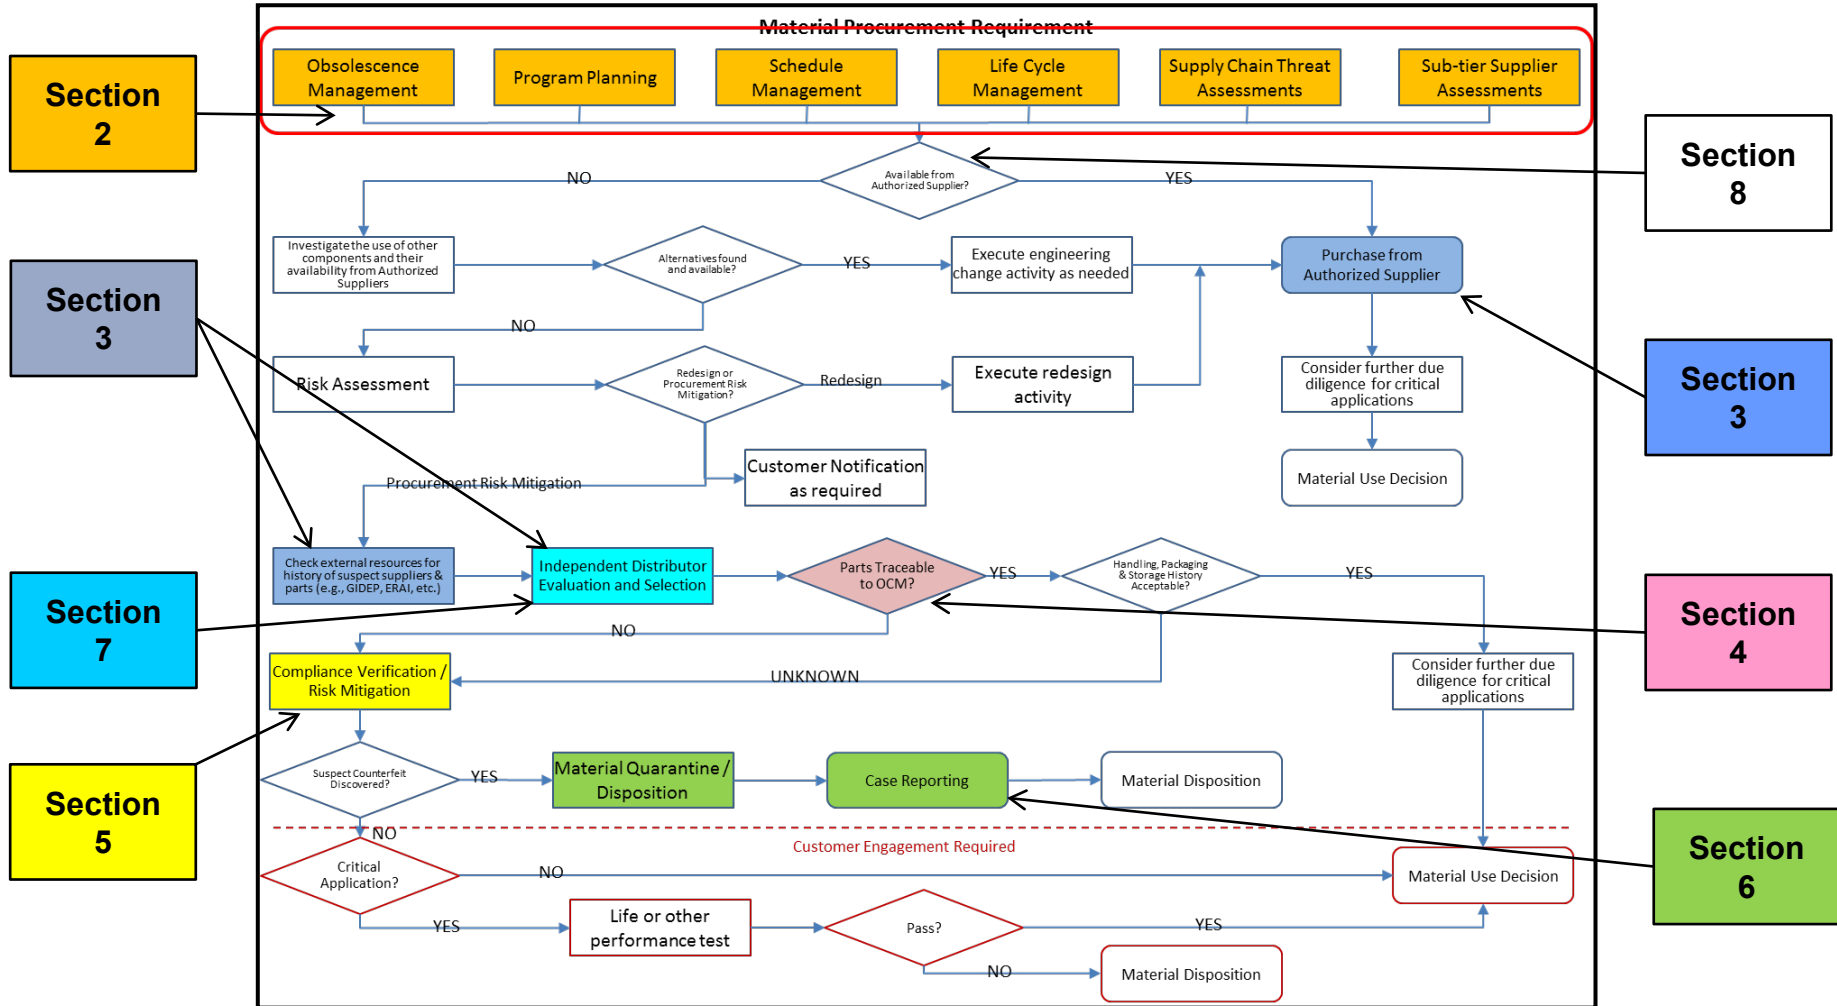 Material Procurement Requirement
Section
2
Obsolescence
Management
Program Planning
Schedule
Management
Life Cycle
Management
Supply Chain Threat
Assessments
Sub-tier Supplier
Assessments
Section
8
NO
Available from
Authorized Supplier?
YES
Section
3
Investigate the use of other
components and their
availability from Authorized
Suppliers
Alternatives found
and available?
YES
Execute engineering
change activity as needed
Purchase from
Authorized Supplier
NO
Section
3
Risk Assessment
Redesign or
Procurement Risk
Mitigation?
Redesign
Execute redesign
activity
Consider further due
diligence for critical
applications
Procurement Risk Mitigation
Customer Notification
as required
Material Use Decision
Check external resources for
history of suspect suppliers &
parts (e.g., GIDEP, ERAI, etc.)
Independent Distributor
Evaluation and Selection
Parts Traceable
to OCM?
YES
Handling, Packaging
& Storage History
Acceptable?
YES
Section
7
Section
4
NO
Compliance Verification /
Risk Mitigation
UNKNOWN
Consider further due
diligence for critical
applications
Section
5
Suspect Counterfeit
Discovered?
YES
Material Quarantine /
Disposition
Case Reporting
Material Disposition
NO
Customer Engagement Required
Section
6
Critical
Application?
NO
Material Use Decision
YES
Life or other
performance test
Pass?
YES
NO
Material Disposition